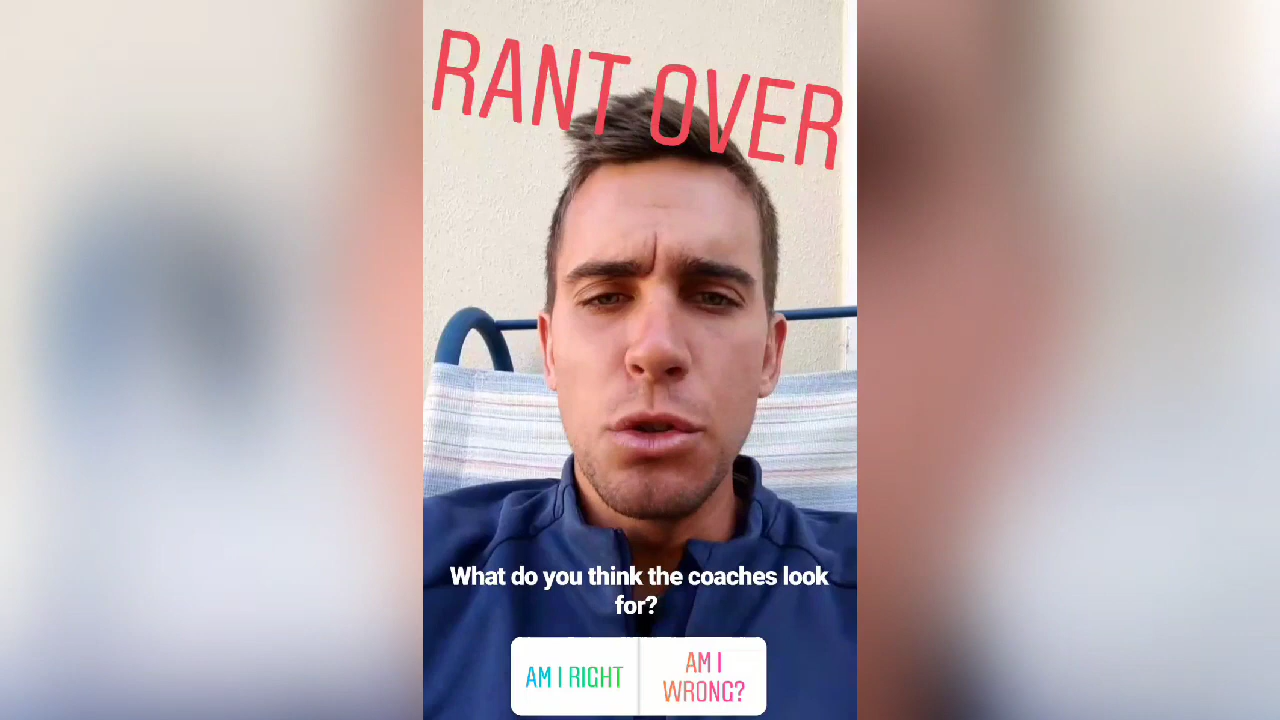 RANT OVER
What do you think the coaches look
for?
AM I RIGHT
AM I
WRONG?